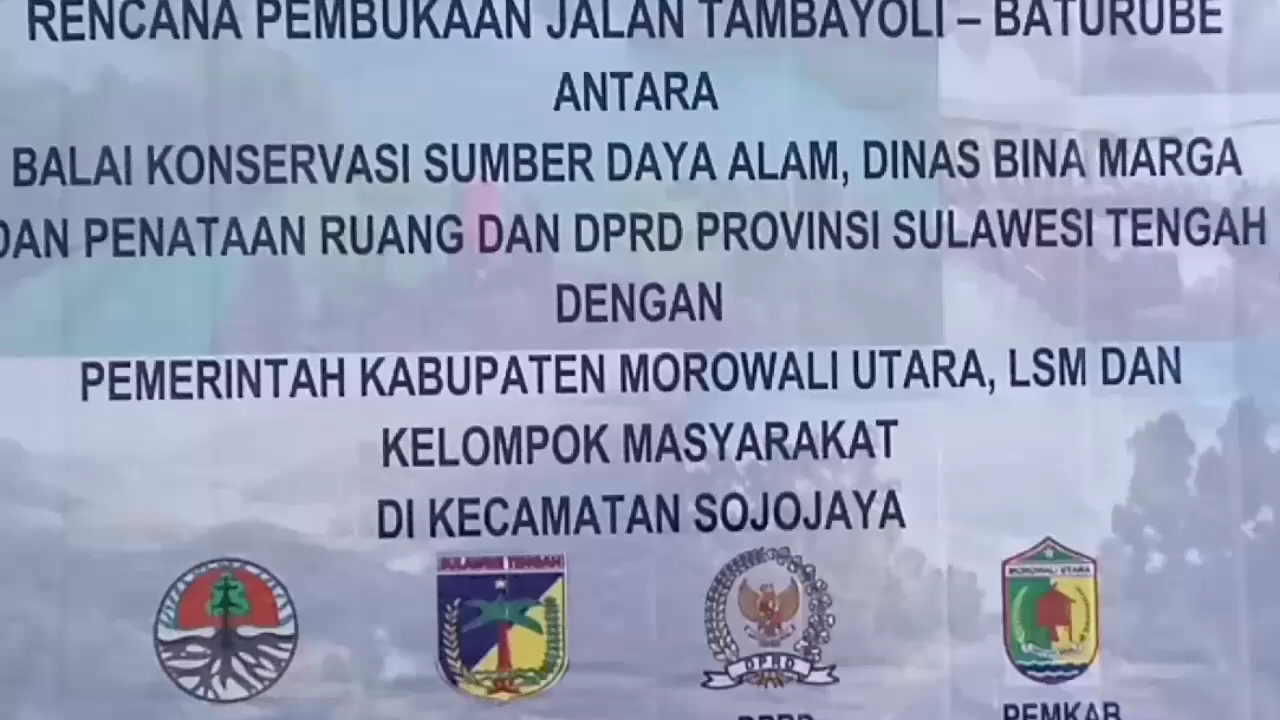 RENCANA PEMBUKAAN JALAN TAMBAYOLI – BATURUBE
ANTARA
BALAI KONSERVASI SUMBER DAYA ALAM, DINAS BINA MARGA
DAN PENATAAN RUANG DAN DPRD PROVINSI SULAWESI TENGAH
DENGAN
PEMERINTAH KABUPATEN MOROWALI UTARA, LSM DAN
KELOMPOK MASYARAKAT
DI KECAMATAN SOJOJAYA
SULAWESI TENGAH
MOROWALI UTARA
DPRD
DPRD
PEMKAB